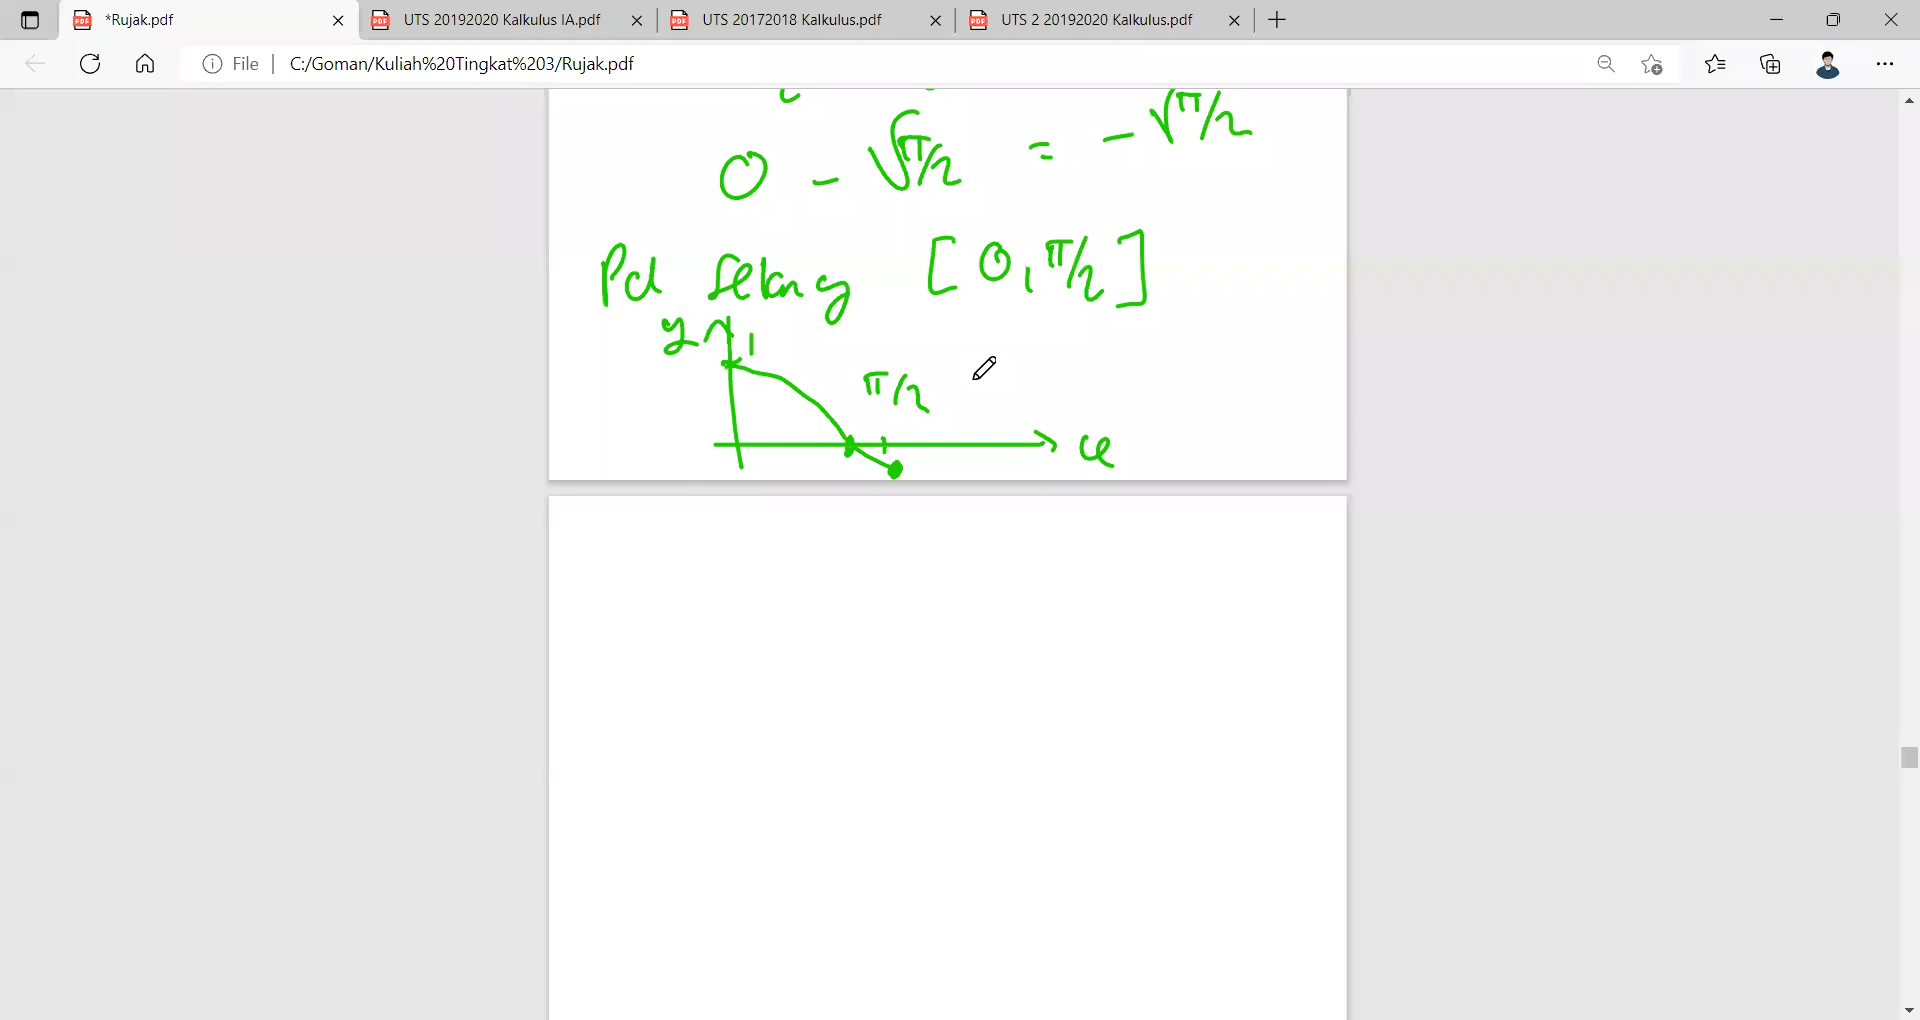 *Rujak.pdf
UTS 20192020 Kalkulus IA.pdf
UTS 20172018 Kalkulus.pdf
UTS 2 20192020 Kalkulus.pdf
File
C:/Goman/Kuliah%20Tingkat%203/Rujak.pdf
0 - √π/2 = - √π/2
Pd selang [0, π/2]
y 1
π/2